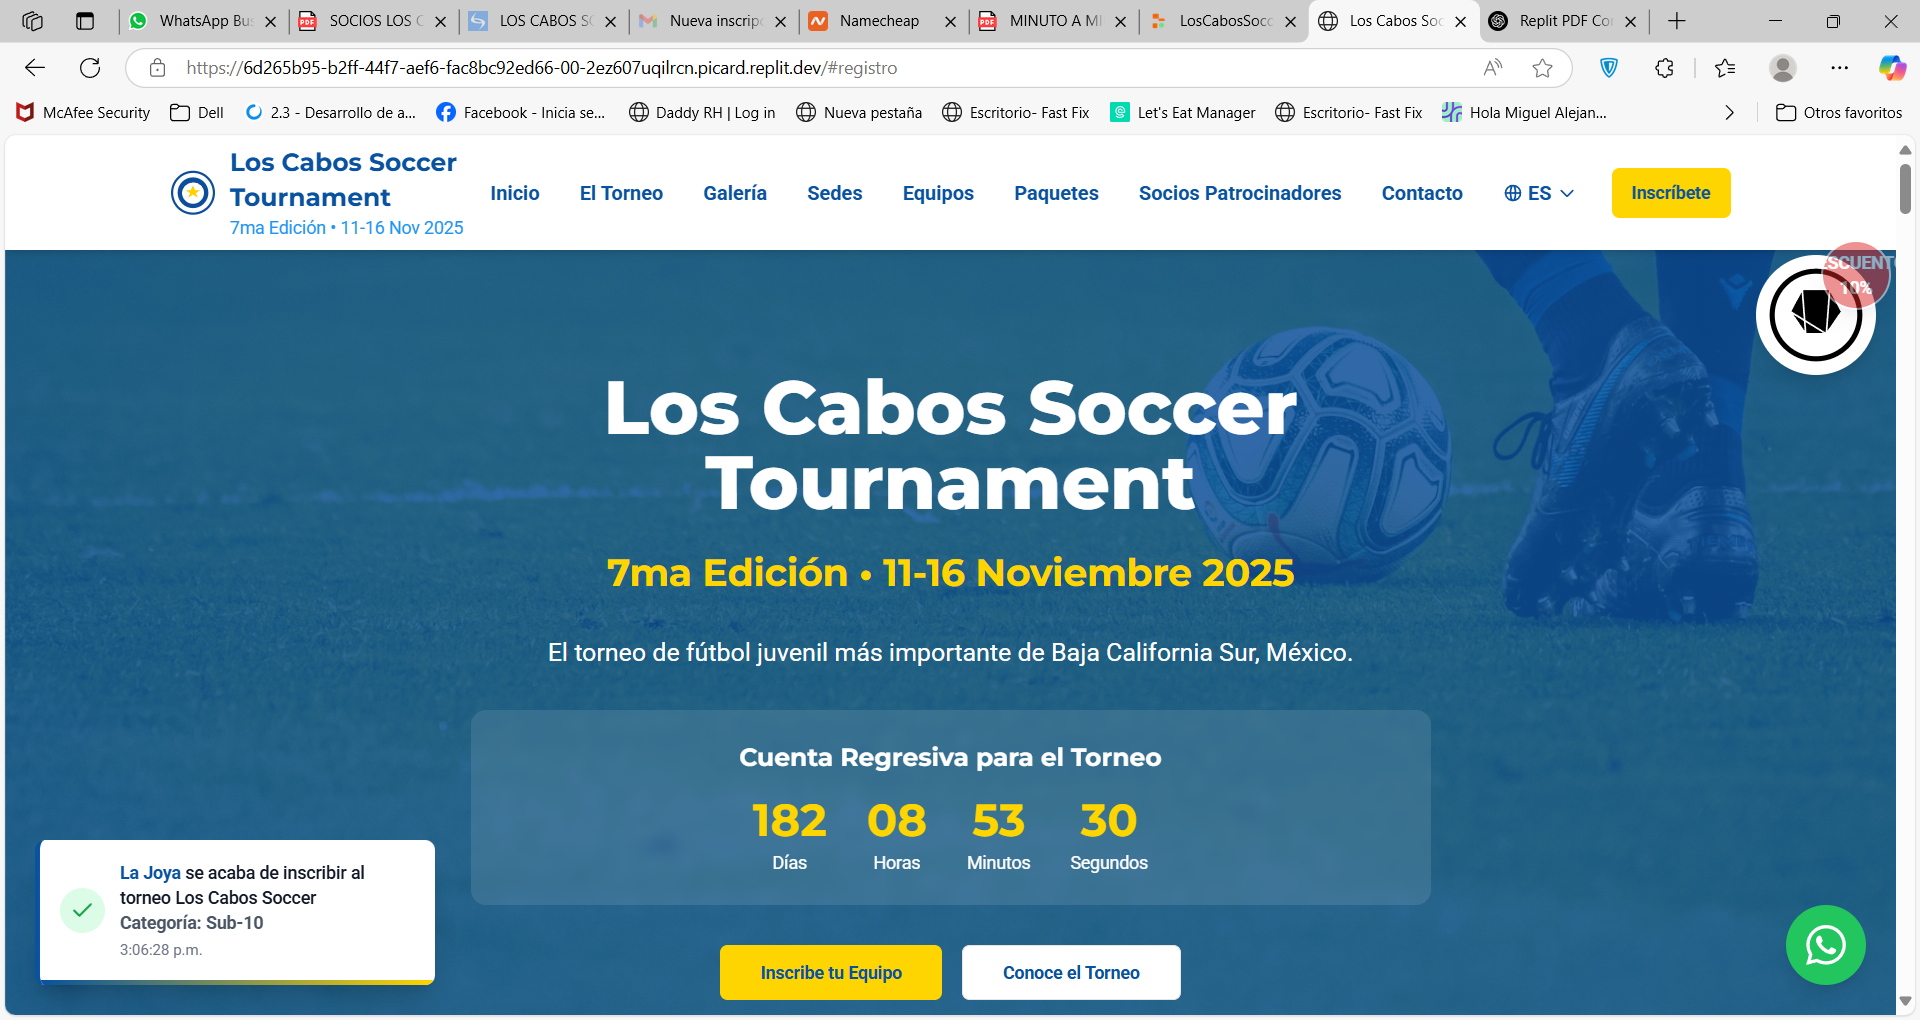 WhatsApp Bus
SOCIOS LOS C
LOS CABOS SO
Nueva inscripc
Namecheap
MINUTO A MI
LosCabosSocc
Los Cabos Soc
Replit PDF Cor
https://6d265b95-b2ff-44f7-aef6-fac8bc92ed66-00-2ez607uqilrcn.picard.replit.dev/#registro
McAfee Security
Dell
2.3 - Desarrollo de a...
Facebook - Inicia se...
Daddy RH | Log in
Nueva pestaña
Escritorio- Fast Fix
Let's Eat Manager
Escritorio- Fast Fix
Hola Miguel Alejan...
Otros favoritos
Los Cabos Soccer
Tournament
7ma Edición • 11-16 Nov 2025
Inicio
El Torneo
Galería
Sedes
Equipos
Paquetes
Socios Patrocinadores
Contacto
ES
Inscríbete
ESCUENTO
10%
Los Cabos Soccer
Tournament
7ma Edición • 11-16 Noviembre 2025
El torneo de fútbol juvenil más importante de Baja California Sur, México.
Cuenta Regresiva para el Torneo
182 08 53 30
Días Horas Minutos Segundos
La Joya se acaba de inscribir al
torneo Los Cabos Soccer
Categoría: Sub-10
3:06:28 p.m.
Inscribe tu Equipo
Conoce el Torneo